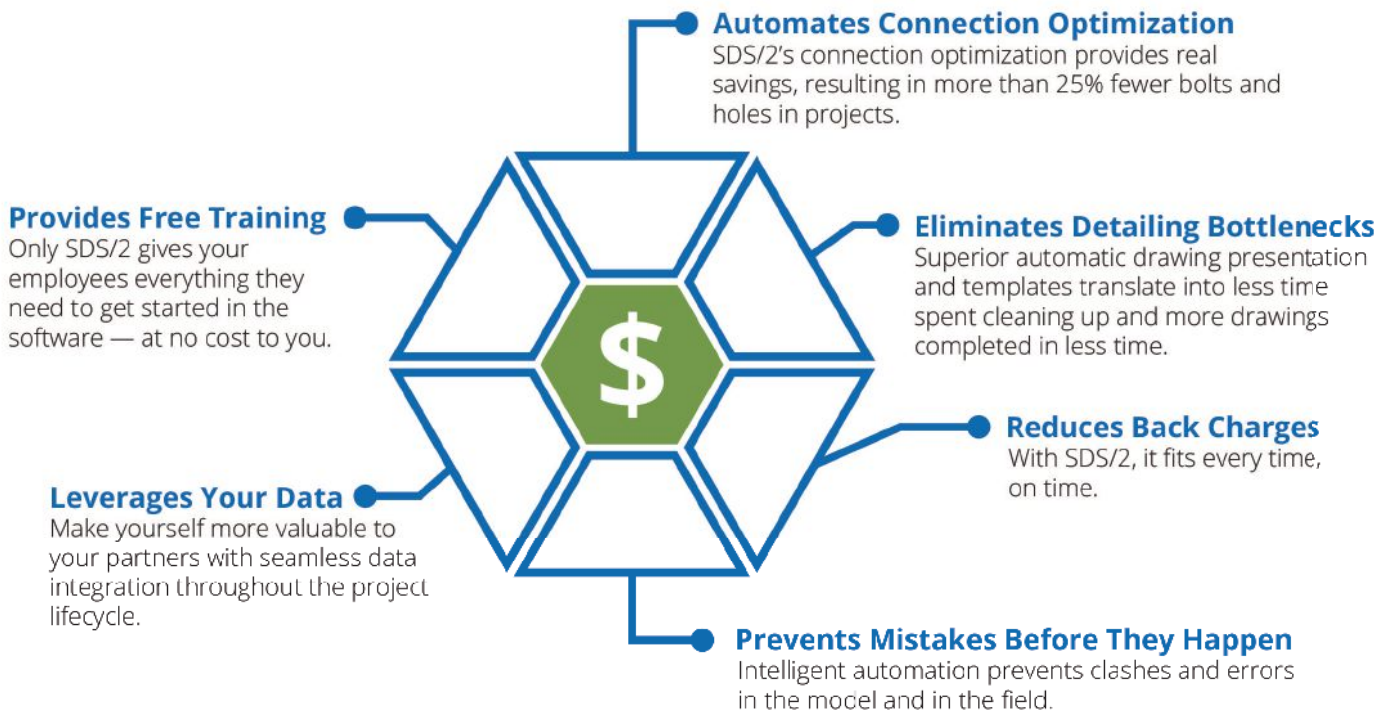 Automates Connection Optimization
SDS/2's connection optimization provides real
savings, resulting in more than 25% fewer bolts and
holes in projects.
Provides Free Training
Only SDS/2 gives your
employees everything they
need to get started in the
software — at no cost to you.
Eliminates Detailing Bottlenecks
Superior automatic drawing presentation
and templates translate into less time
spent cleaning up and more drawings
completed in less time.
$
Reduces Back Charges
With SDS/2, it fits every time,
on time.
Leverages Your Data
Make yourself more valuable to
your partners with seamless data
integration throughout the project
lifecycle.
Prevents Mistakes Before They Happen
Intelligent automation prevents clashes and errors
in the model and in the field.